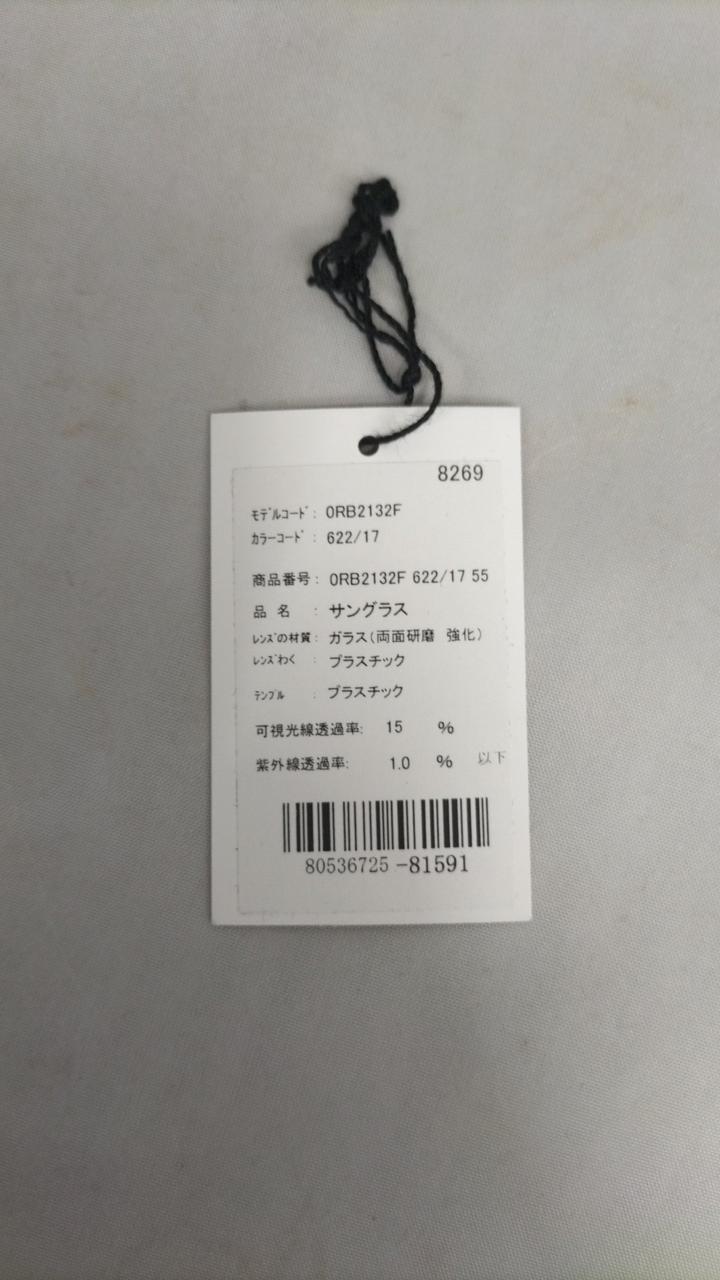 8269
ﾓﾃﾞﾙｺｰﾄﾞ: 0RB2132F
ｶﾗｰｺｰﾄﾞ : 622/17
商品番号: 0RB2132F 622/17 55
品 名 : サングラス
ﾚﾝｽﾞの材質: ガラス(両面研磨 強化)
ﾚﾝｽﾞわく : プラスチック
ﾃﾝﾌﾟﾙ : プラスチック
可視光線透過率: 15 %
紫外線透過率: 1.0 % 以下
80536725-81591